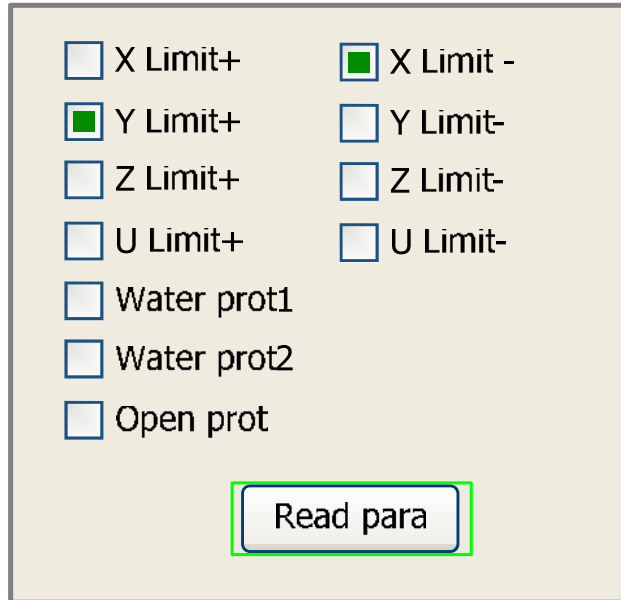 X Limit+ X Limit -
Y Limit+ Y Limit-
Z Limit+ Z Limit-
U Limit+ U Limit-
Water prot1
Water prot2
Open prot
Read para